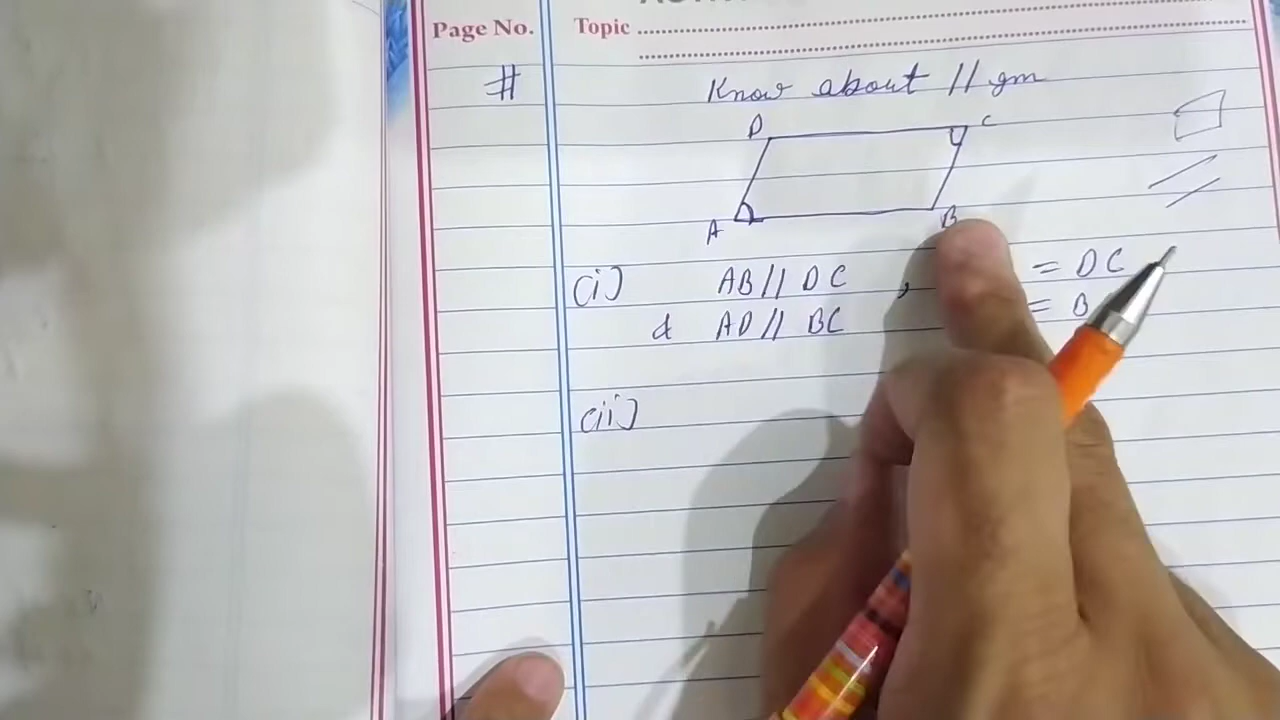 Page No.
Topic
# Know about // gm
D C
A B
(i) AB // DC , = DC
& AD // BC = B
(ii)